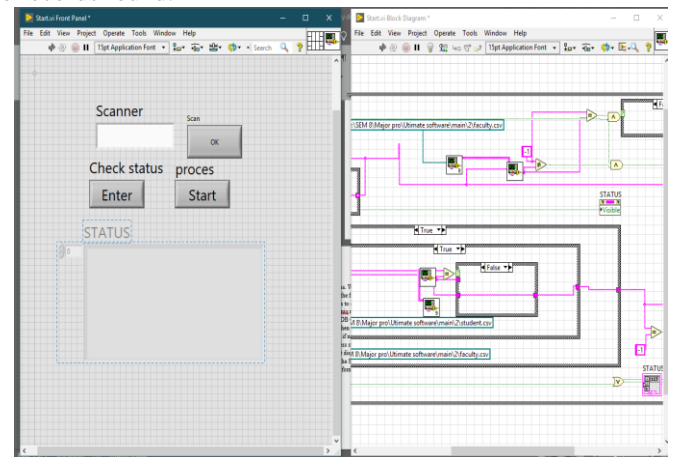 Start.vi Front Panel *
File Edit View Project Operate Tools Window Help
15pt Application Font
Search
Scanner
Scan
OK
Check status
proces
Enter
Start
STATUS
0
Start.vi Block Diagram *
File Edit View Project Operate Tools Window Help
15pt Application Font
:\SEM 8\Major pro\Utimate software\main\2\faculty.csv
-1
STATUS
Visible
True
True
False
M 8\Major pro\Utimate software\main\2\student.csv
8\Major pro\Utimate software\main\2\faculty.csv
-1
STATUS